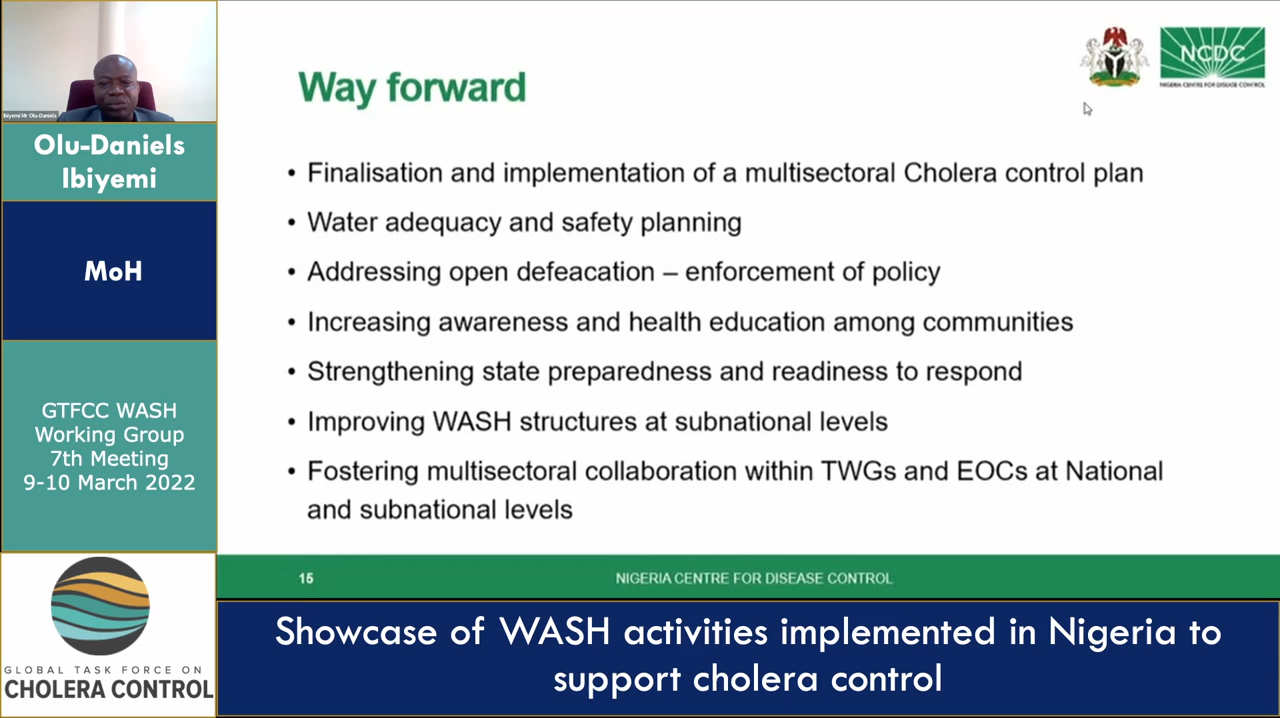 Ibiyemi Mr Olu Daniels
Olu-Daniels
Ibiyemi
MoH
GTFCC WASH
Working Group
7th Meeting
9-10 March 2022
GLOBAL TASK FORCE ON
CHOLERA CONTROL
Way forward
NCDC
NIGERIA CENTRE FOR DISEASE CONTROL
• Finalisation and implementation of a multisectoral Cholera control plan
• Water adequacy and safety planning
• Addressing open defeacation – enforcement of policy
• Increasing awareness and health education among communities
• Strengthening state preparedness and readiness to respond
• Improving WASH structures at subnational levels
• Fostering multisectoral collaboration within TWGs and EOCs at National
and subnational levels
15
NIGERIA CENTRE FOR DISEASE CONTROL
Showcase of WASH activities implemented in Nigeria to
support cholera control